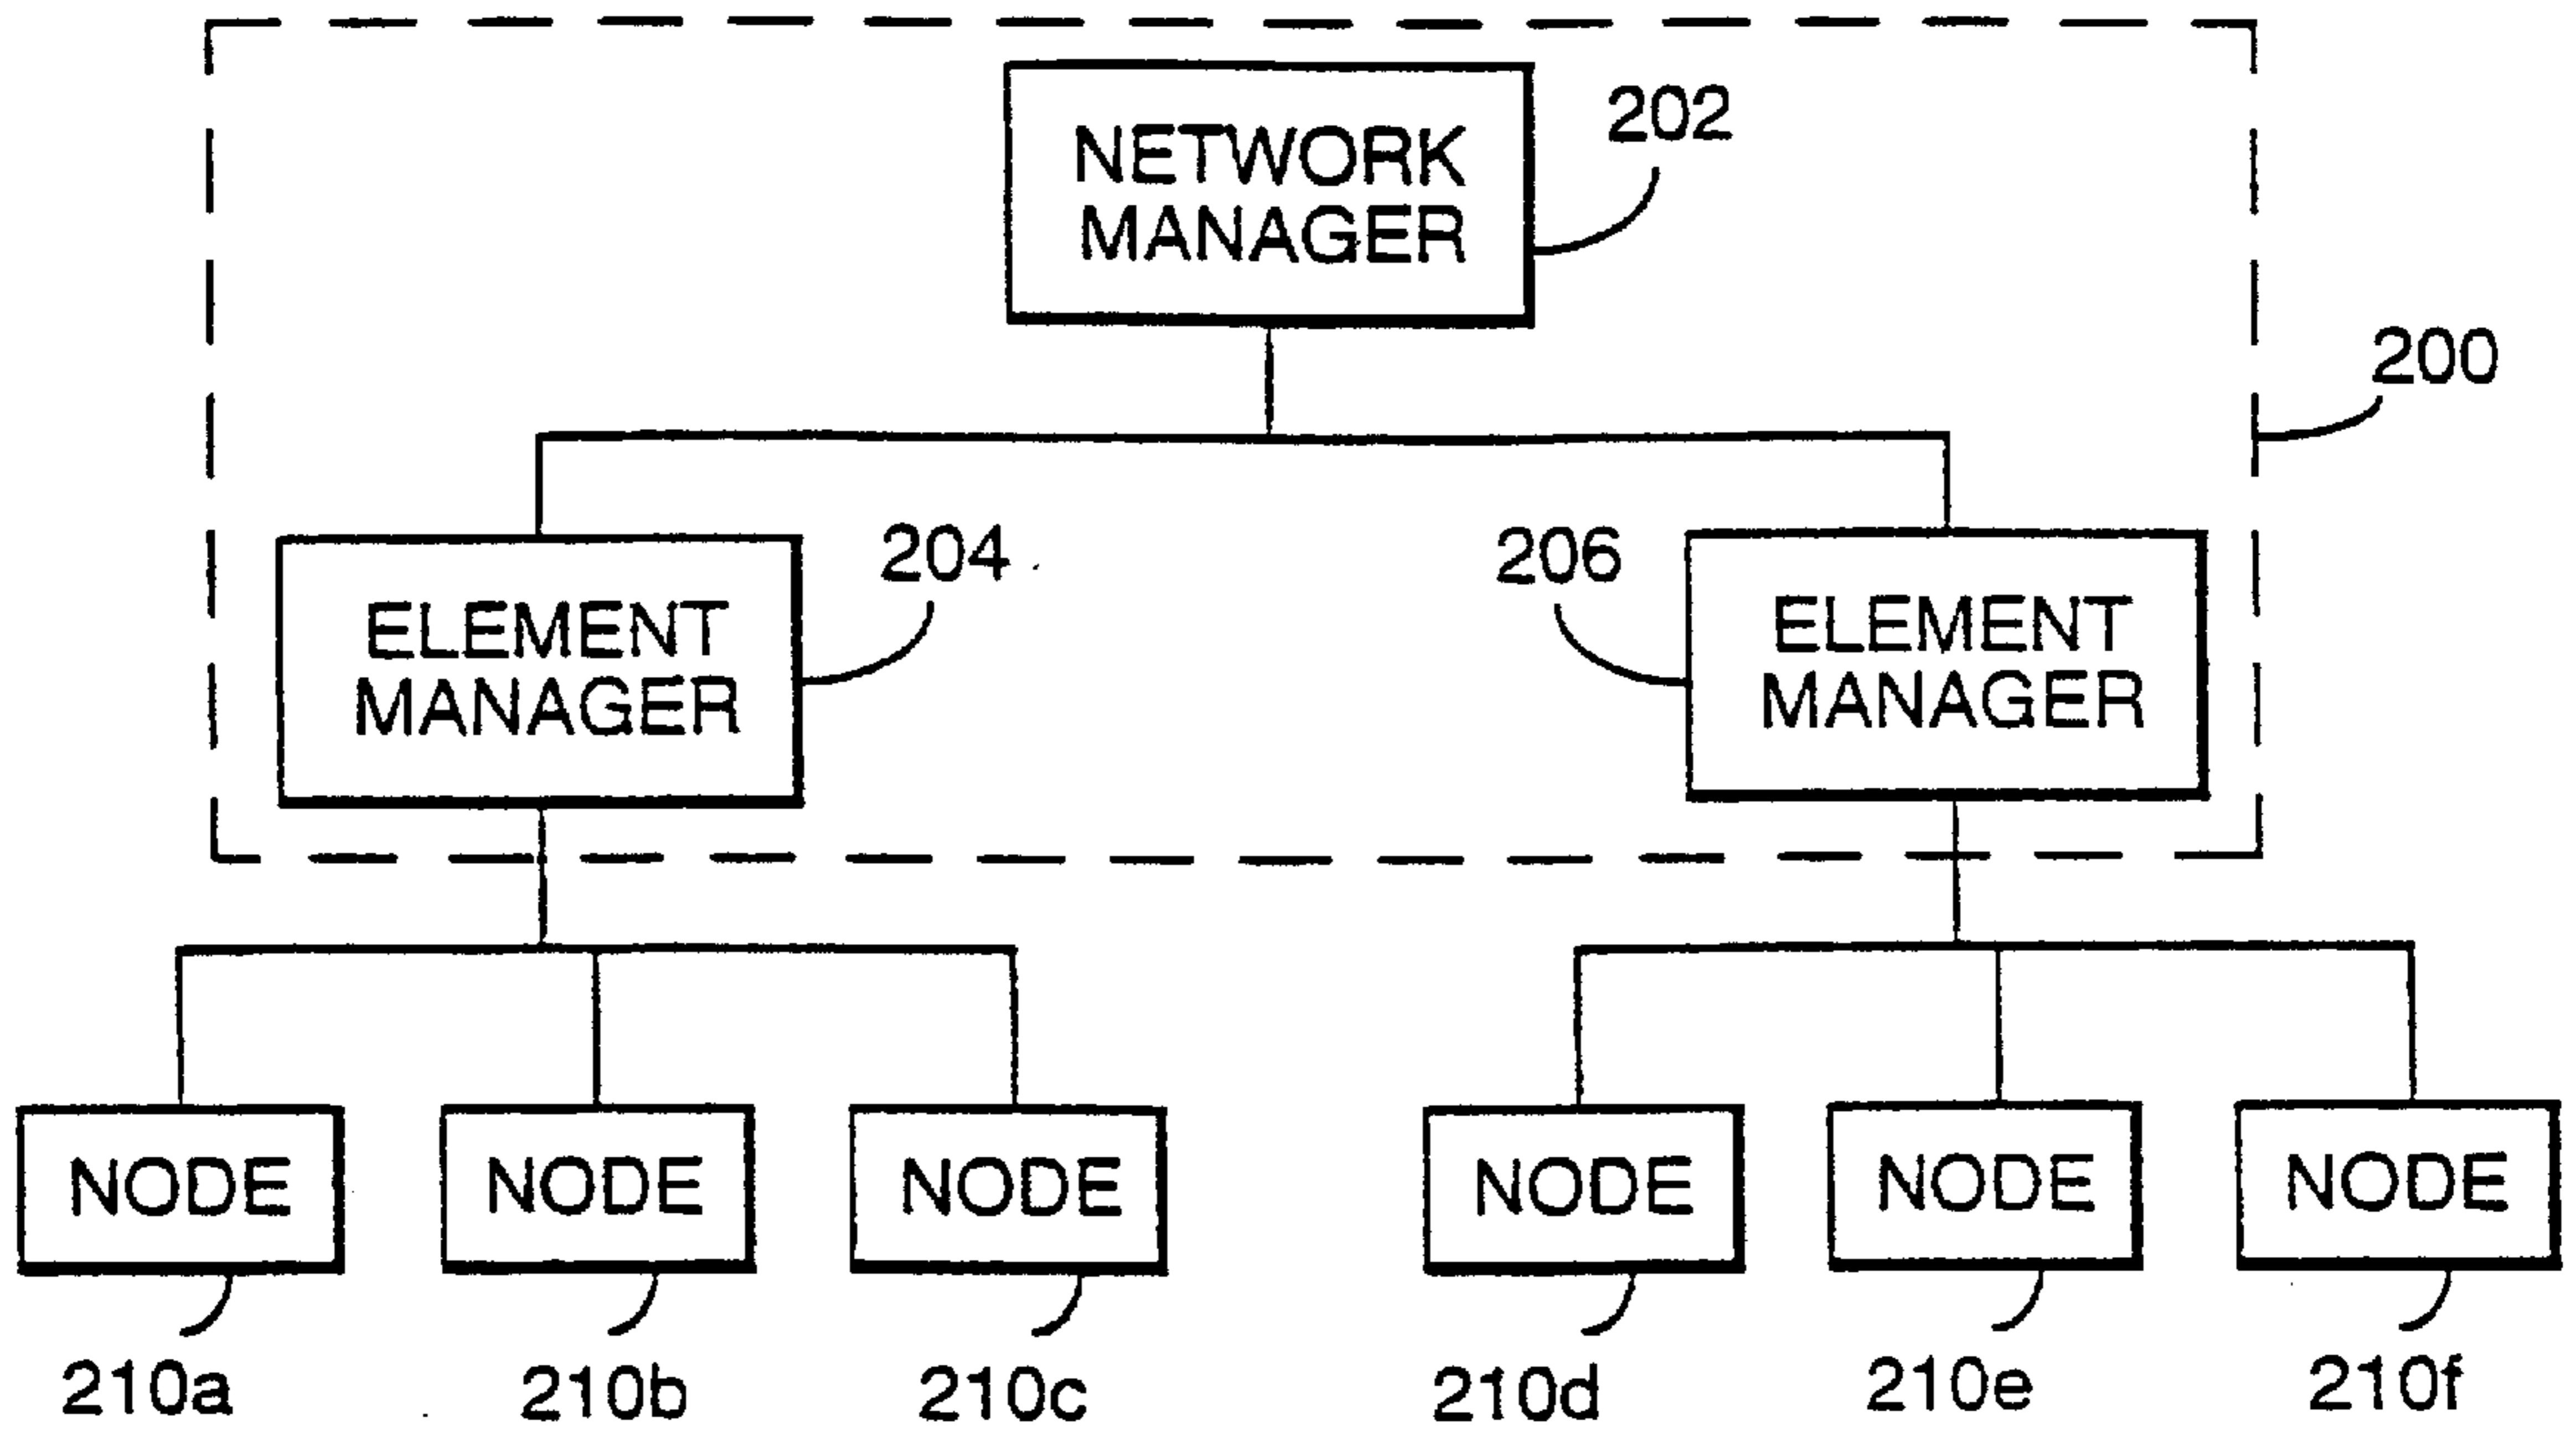 NETWORK
MANAGER
202
200
ELEMENT
MANAGER
204
206
ELEMENT
MANAGER
NODE
NODE
NODE
NODE
NODE
NODE
210a
210b
210c
210d
210e
210f